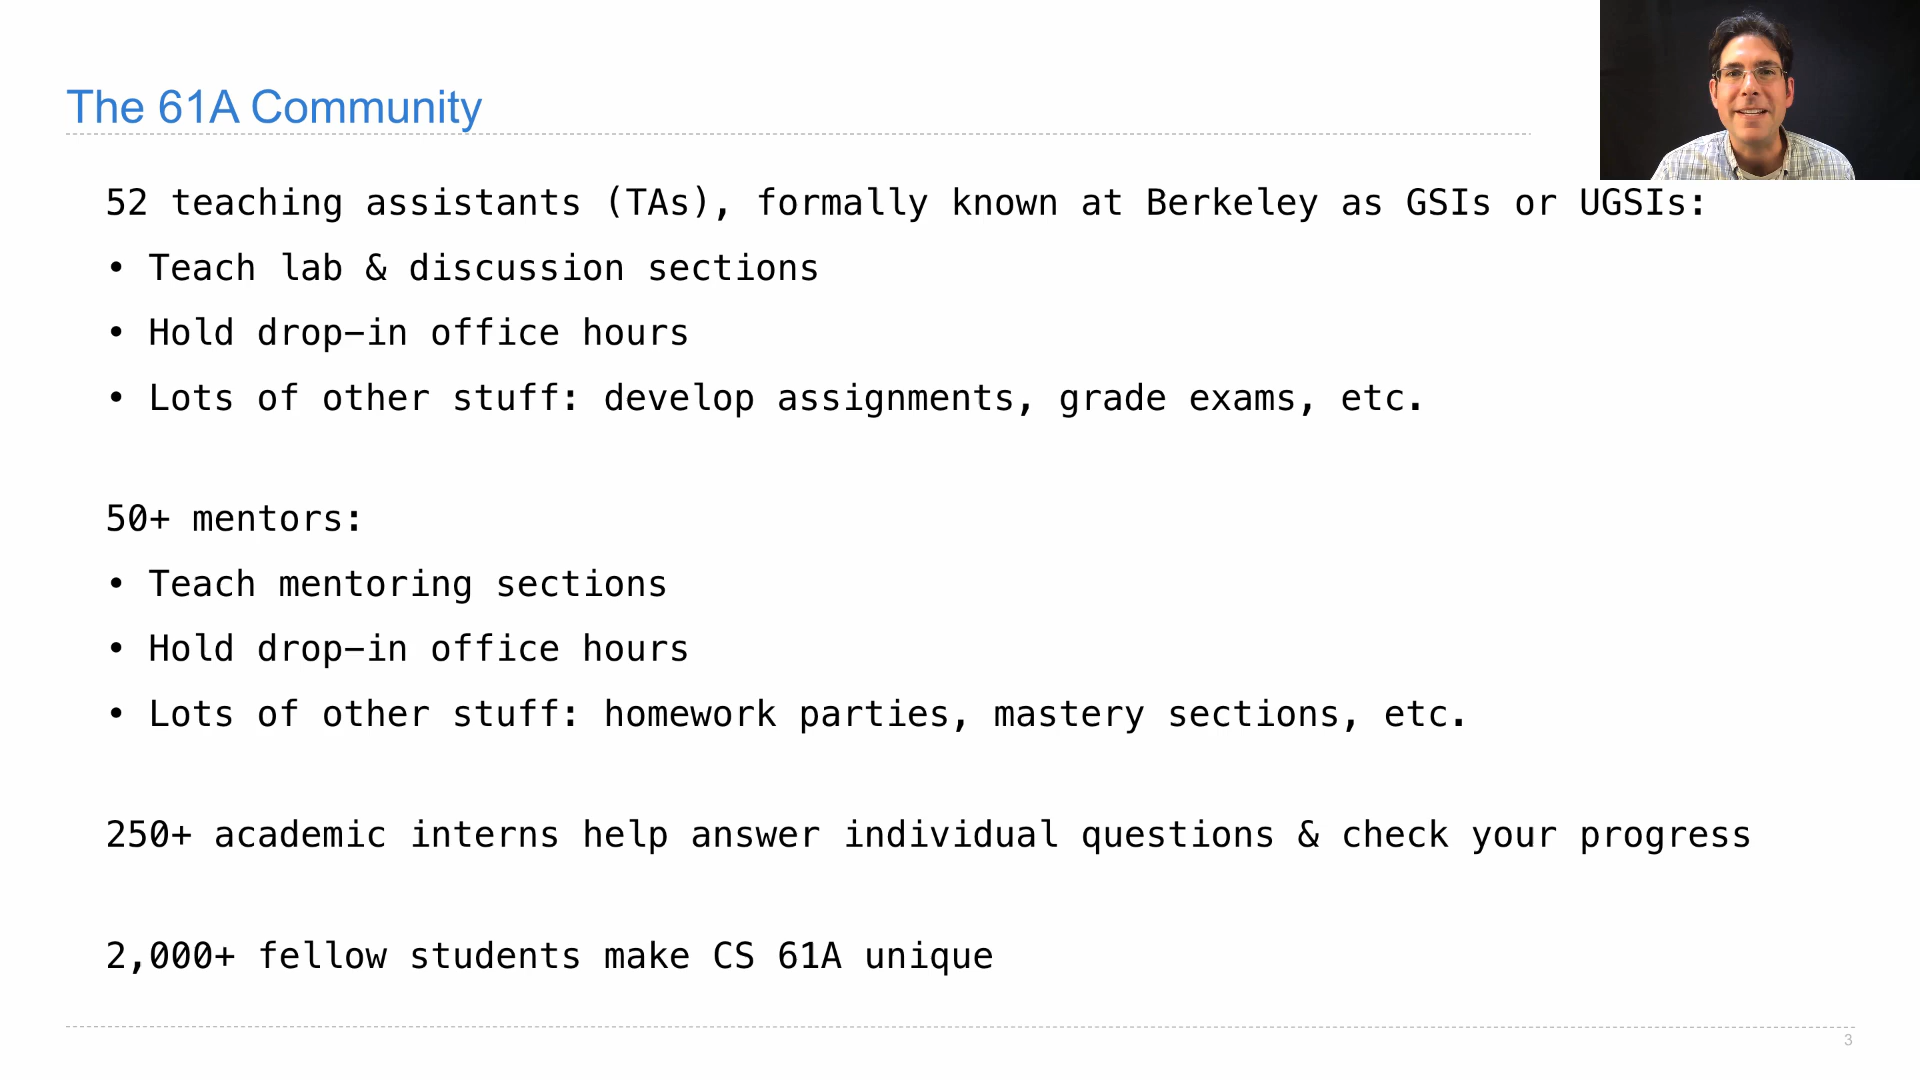 The 61A Community
52 teaching assistants (TAs), formally known at Berkeley as GSIs or UGSIs:
• Teach lab & discussion sections
• Hold drop-in office hours
• Lots of other stuff: develop assignments, grade exams, etc.
50+ mentors:
• Teach mentoring sections
• Hold drop-in office hours
• Lots of other stuff: homework parties, mastery sections, etc.
250+ academic interns help answer individual questions & check your progress
2,000+ fellow students make CS 61A unique
3